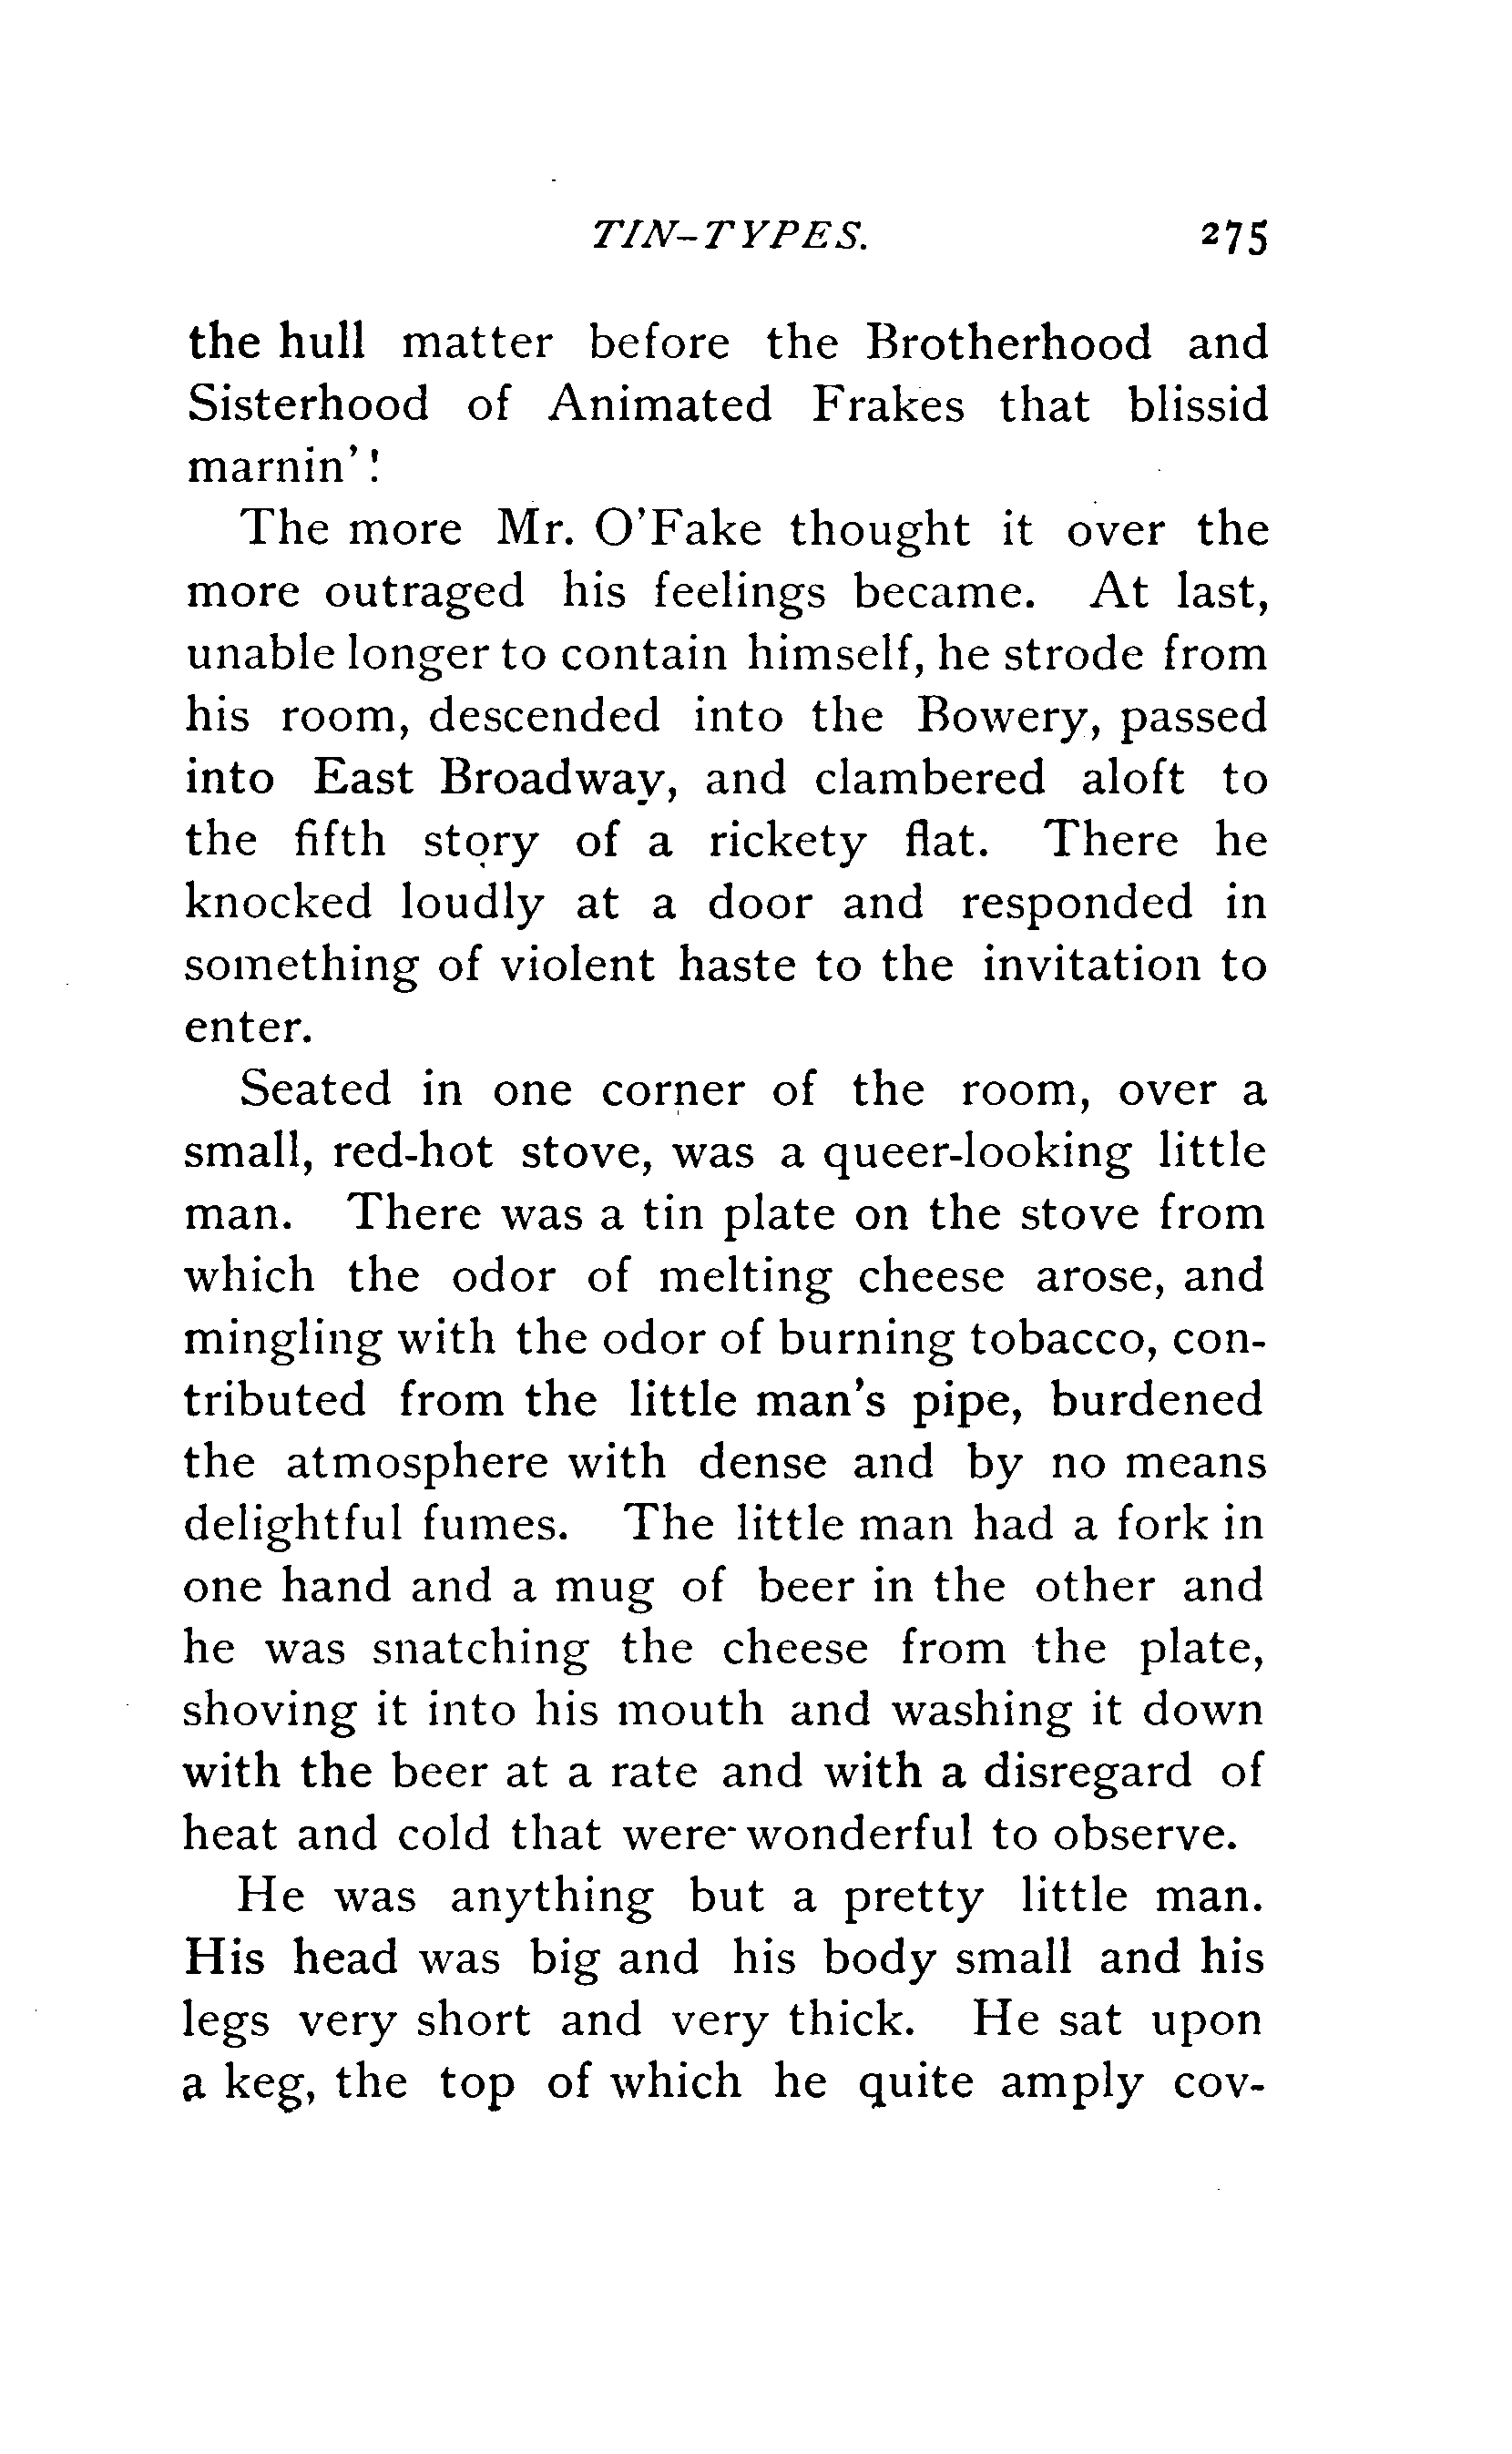 TIN-TYPES. 275
the hull matter before the Brotherhood and
Sisterhood of Animated Frakes that blissid
marnin'!
The more Mr. O'Fake thought it over the
more outraged his feelings became. At last,
unable longer to contain himself, he strode from
his room, descended into the Bowery, passed
into East Broadway, and clambered aloft to
the fifth story of a rickety flat. There he
knocked loudly at a door and responded in
something of violent haste to the invitation to
enter.
Seated in one corner of the room, over a
small, red-hot stove, was a queer-looking little
man. There was a tin plate on the stove from
which the odor of melting cheese arose, and
mingling with the odor of burning tobacco, con-
tributed from the little man's pipe, burdened
the atmosphere with dense and by no means
delightful fumes. The little man had a fork in
one hand and a mug of beer in the other and
he was snatching the cheese from the plate,
shoving it into his mouth and washing it down
with the beer at a rate and with a disregard of
heat and cold that were wonderful to observe.
He was anything but a pretty little man.
His head was big and his body small and his
legs very short and very thick. He sat upon
a keg, the top of which he quite amply cov-